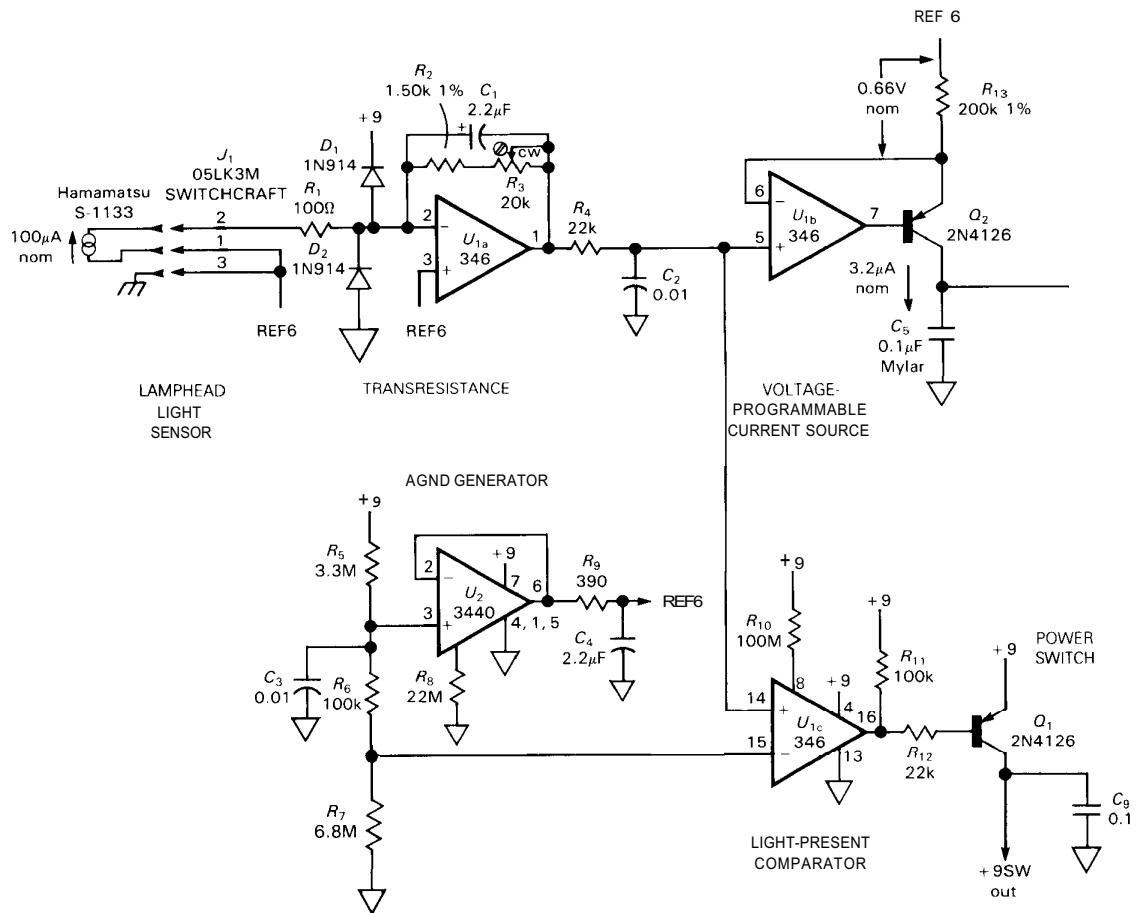 REF 6
R2
1.50k 1%
C1
2.2μF
+
+9
D1
1N914
J1
05LK3M
SWITCHCRAFT
Hamamatsu
S-1133
100μA
nom
2
1
3
R1
100Ω
D2
1N914
REF6
cw
R3
20k
2
−
3
+
U1a
346
1
REF6
R4
22k
C2
0.01
0.66V
nom
R13
200k 1%
6
−
5
+
U1b
346
7
Q2
2N4126
3.2μA
nom
C5
0.1μF
Mylar
LAMPHEAD
LIGHT
SENSOR
TRANSRESISTANCE
VOLTAGE-
PROGRAMMABLE
CURRENT SOURCE
AGND GENERATOR
+9
R5
3.3M
2
−
3
+
U2
3440
+9
7
6
4, 1, 5
R9
390
REF6
C4
2.2μF
R8
22M
C3
0.01
R6
100k
R7
6.8M
+9
R10
100M
8
14
+
15
−
U1c
346
+9
4
16
13
+9
R11
100k
R12
22k
POWER
SWITCH
+9
Q1
2N4126
C9
0.1
+9SW
out
LIGHT-PRESENT
COMPARATOR